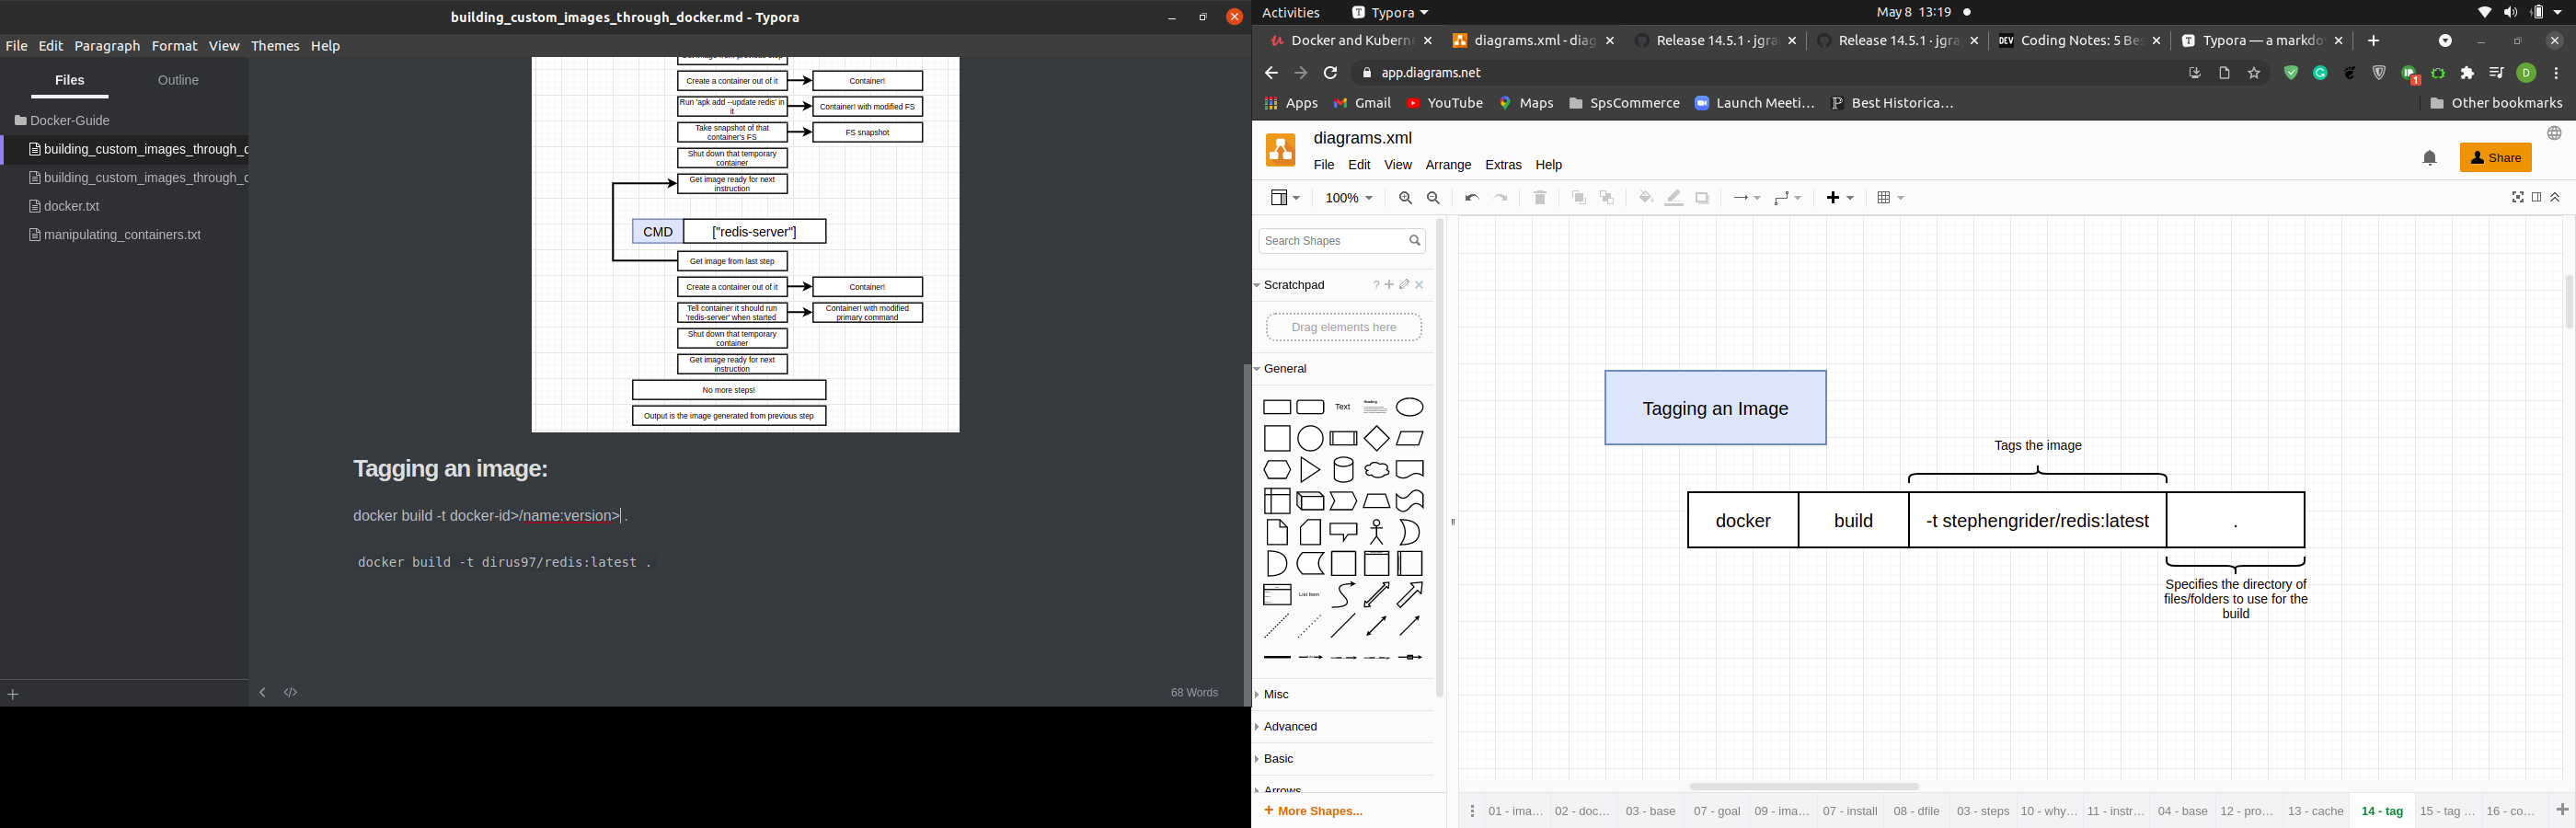 building_custom_images_through_docker.md - Typora
File Edit Paragraph Format View Themes Help
Files Outline
Docker-Guide
building_custom_images_through_d
building_custom_images_through_d
docker.txt
manipulating_containers.txt
Create a container out of it
Container!
Run 'apk add --update redis' in
it
Container! with modified FS
Take snapshot of that
container's FS
FS snapshot
Shut down that temporary
container
Get image ready for next
instruction
CMD ["redis-server"]
Get image from last step
Create a container out of it
Container!
Tell container it should run
'redis-server' when started
Container! with modified
primary command
Shut down that temporary
container
Get image ready for next
instruction
No more steps!
Output is the image generated from previous step
Tagging an image:
docker build -t docker-id>/name:version> .
docker build -t dirus97/redis:latest .
68 Words
Activities Typora May 8 13:19
Docker and Kubern
diagrams.xml - diag
Release 14.5.1 · jgra
Release 14.5.1 · jgra
DEV Coding Notes: 5 Be
Typora — a markdo
app.diagrams.net
1
D
Apps Gmail YouTube Maps SpsCommerce Launch Meeti... Best Historica... Other bookmarks
diagrams.xml
File Edit View Arrange Extras Help
Share
100%
Search Shapes
Scratchpad
?
Drag elements here
General
Text
Heading
List Item
Misc
Advanced
Basic
Arrows
+ More Shapes...
Tagging an Image
Tags the image
docker build -t stephengrider/redis:latest .
Specifies the directory of
files/folders to use for the
build
01 - ima... 02 - doc... 03 - base 07 - goal 09 - ima... 07 - install 08 - dfile 03 - steps 10 - why... 11 - instr... 04 - base 12 - pro... 13 - cache 14 - tag 15 - tag ... 16 - co...